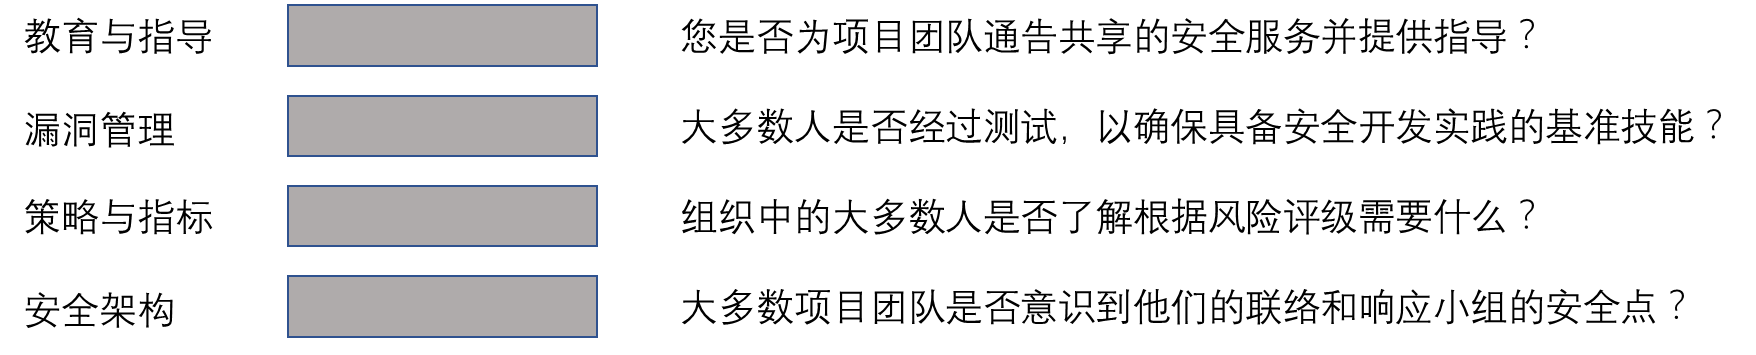 教育与指导 您是否为项目团队通告共享的安全服务并提供指导？
漏洞管理 大多数人是否经过测试，以确保具备安全开发实践的基准技能？
策略与指标 组织中的大多数人是否了解根据风险评级需要什么？
安全架构 大多数项目团队是否意识到他们的联络和响应小组的安全点？